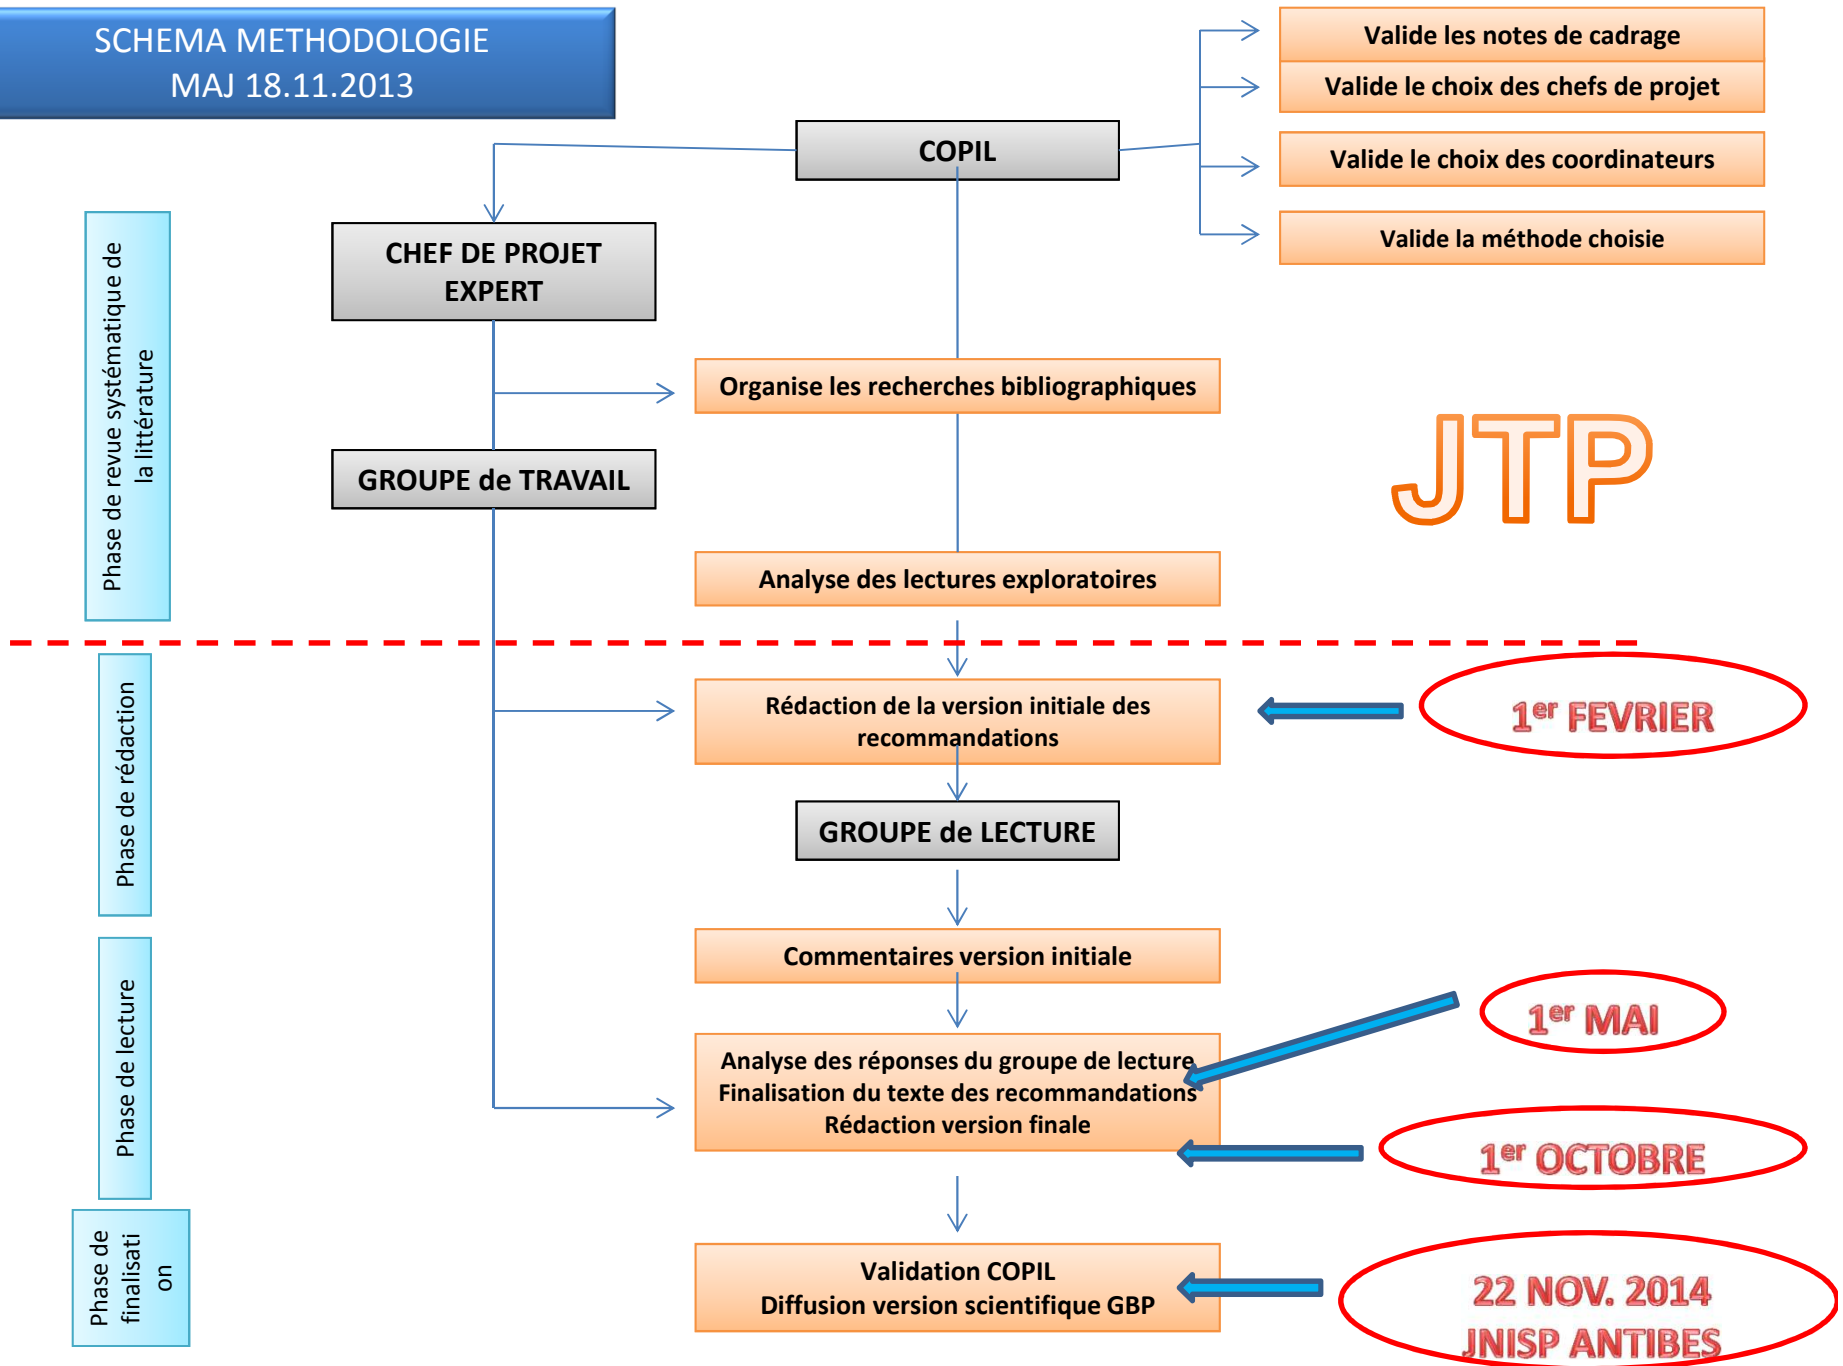 SCHEMA METHODOLOGIE
MAJ 18.11.2013
Valide les notes de cadrage
Valide le choix des chefs de projet
COPIL
Valide le choix des coordinateurs
Valide la méthode choisie
CHEF DE PROJET
EXPERT
Phase de revue systématique de
la littérature
Organise les recherches bibliographiques
GROUPE de TRAVAIL
JTP
Analyse des lectures exploratoires
Phase de rédaction
Rédaction de la version initiale des
recommandations
1er FEVRIER
GROUPE de LECTURE
Phase de lecture
Commentaires version initiale
1er MAI
Analyse des réponses du groupe de lecture
Finalisation du texte des recommandations
Rédaction version finale
1er OCTOBRE
Phase de
finalisati
on
Validation COPIL
Diffusion version scientifique GBP
22 NOV. 2014
JNISP ANTIBES